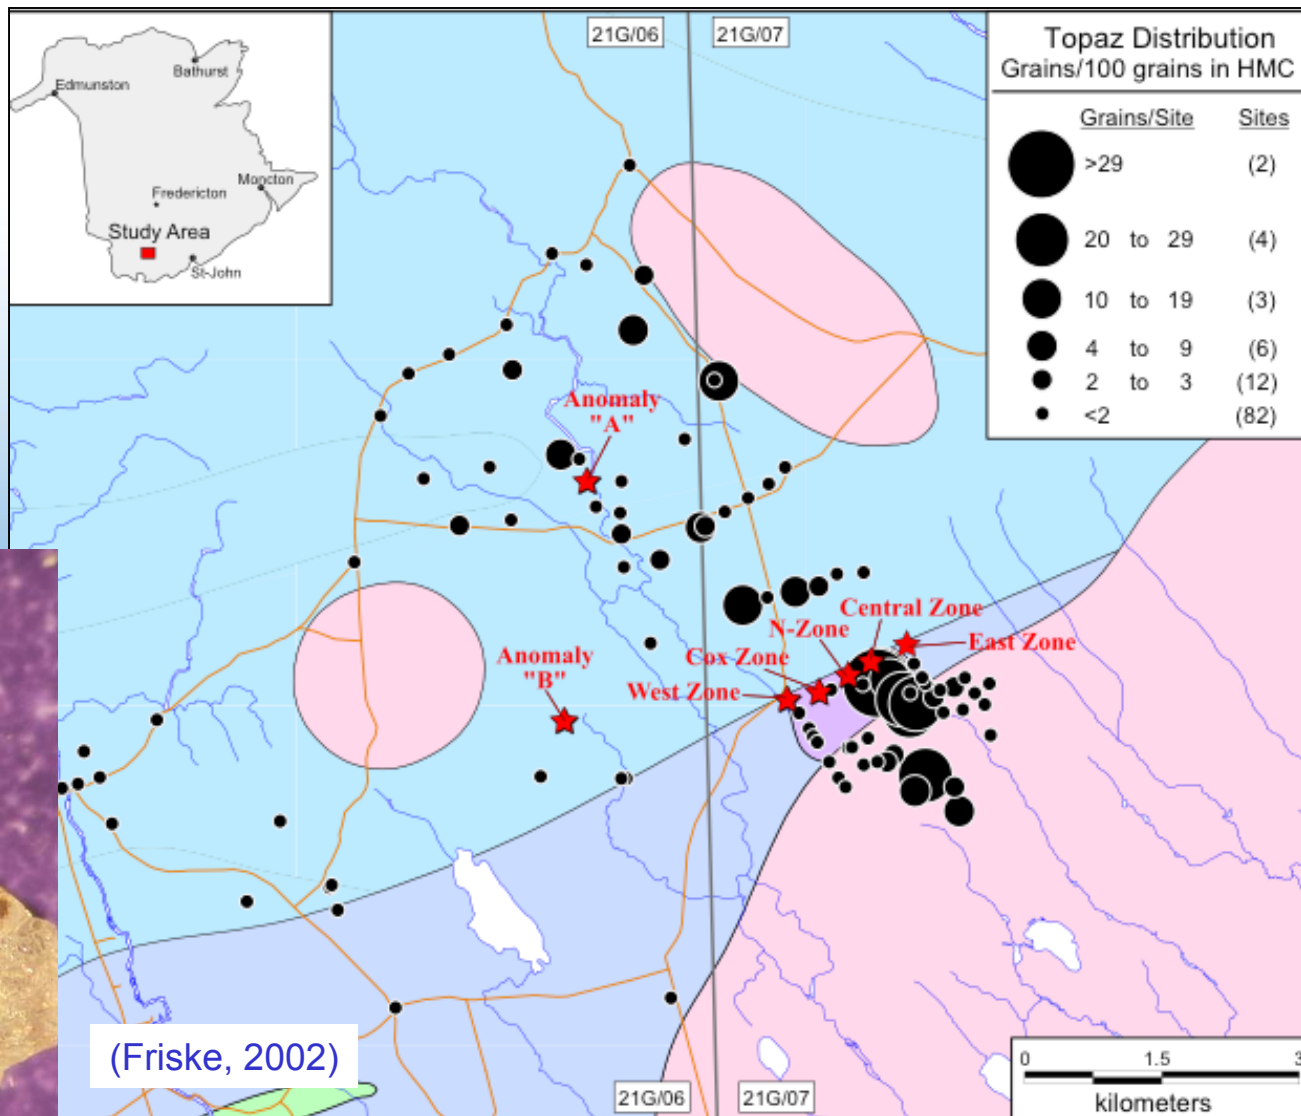 Edmunston
Bathurst
Moncton
Fredericton
Study Area
St-John
21G/06
21G/07
Topaz Distribution
Grains/100 grains in HMC
Grains/Site Sites
>29 (2)
20 to 29 (4)
10 to 19 (3)
4 to 9 (6)
2 to 3 (12)
<2 (82)
Anomaly
"A"
Central Zone
N-Zone
East Zone
Cox Zone
Anomaly
"B"
West Zone
(Friske, 2002)
21G/06
21G/07
0 1.5 3
kilometers